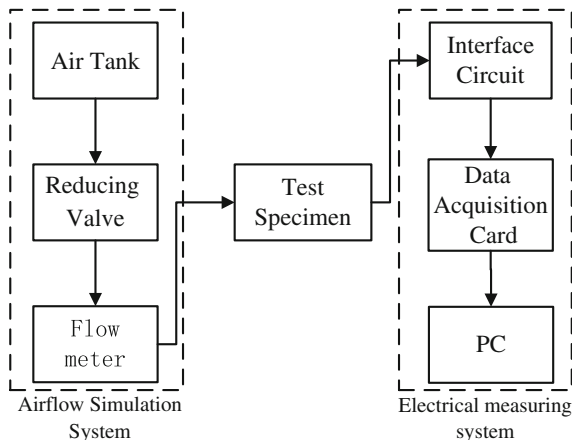 Air Tank
Reducing
Valve
Flow
meter
Airflow Simulation
System
Test
Specimen
Interface
Circuit
Data
Acquisition
Card
PC
Electrical measuring
system